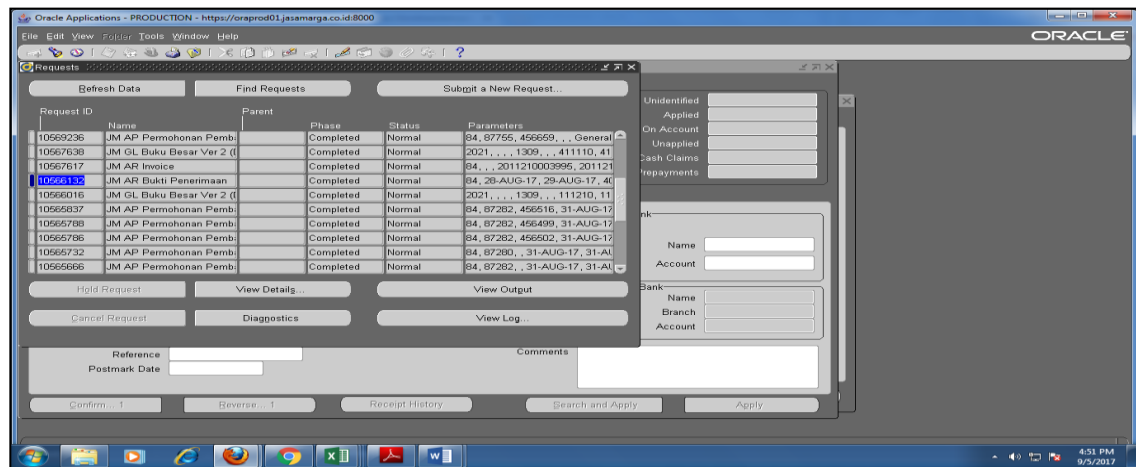 Oracle Applications - PRODUCTION - https://oraprod01.jasamarga.co.id:8000
File Edit View Folder Tools Window Help
ORACLE
Requests
Refresh Data Find Requests Submit a New Request...
Request ID Name Parent Phase Status Parameters
10569236 JM AP Permohonan Pemb Completed Normal 84, 87755, 456659, , , General
10567638 JM GL Buku Besar Ver 2 (I Completed Normal 2021, , , , 1309, , , 411110, 41
10567617 JM AR Invoice Completed Normal 84, , , 2011210003995, 201121
10566132 JM AR Bukti Penerimaan Completed Normal 84, 28-AUG-17, 29-AUG-17, 40
10566016 JM GL Buku Besar Ver 2 (I Completed Normal 2021, , , , 1309, , , 111210, 11
10565837 JM AP Permohonan Pemb Completed Normal 84, 87282, 456516, 31-AUG-17
10565788 JM AP Permohonan Pemb Completed Normal 84, 87282, 456499, 31-AUG-17
10565786 JM AP Permohonan Pemb Completed Normal 84, 87282, 456502, 31-AUG-17
10565732 JM AP Permohonan Pemb Completed Normal 84, 87280, , 31-AUG-17, 31-AU
10565666 JM AP Permohonan Pemb Completed Normal 84, 87282, , 31-AUG-17, 31-AU
Hold Request View Details... View Output
Cancel Request Diagnostics View Log...
Unidentified
Applied
On Account
Unapplied
Cash Claims
Prepayments
nk
Name
Account
Bank
Name
Branch
Account
Reference Comments
Postmark Date
Confirm... 1 Reverse... 1 Receipt History Search and Apply Apply
4:51 PM
9/5/2017